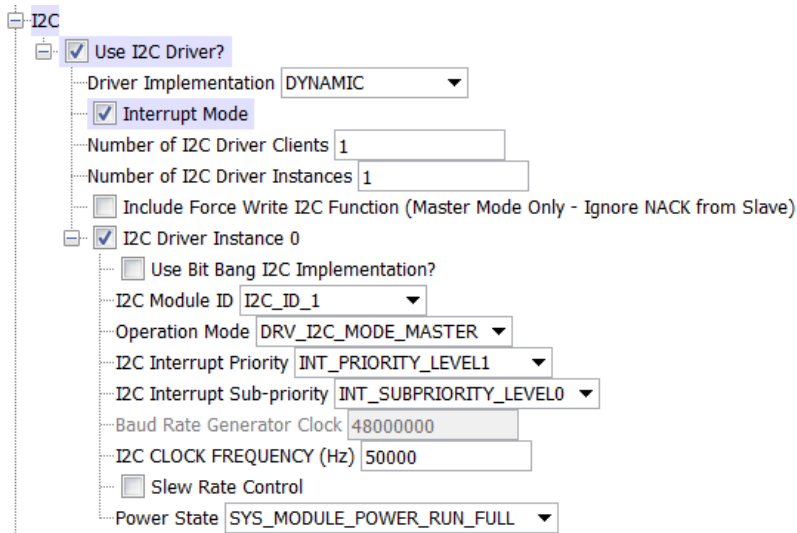 I2C
Use I2C Driver?
Driver Implementation DYNAMIC
Interrupt Mode
Number of I2C Driver Clients 1
Number of I2C Driver Instances 1
Include Force Write I2C Function (Master Mode Only - Ignore NACK from Slave)
I2C Driver Instance 0
Use Bit Bang I2C Implementation?
I2C Module ID I2C_ID_1
Operation Mode DRV_I2C_MODE_MASTER
I2C Interrupt Priority INT_PRIORITY_LEVEL1
I2C Interrupt Sub-priority INT_SUBPRIORITY_LEVEL0
Baud Rate Generator Clock 48000000
I2C CLOCK FREQUENCY (Hz) 50000
Slew Rate Control
Power State SYS_MODULE_POWER_RUN_FULL